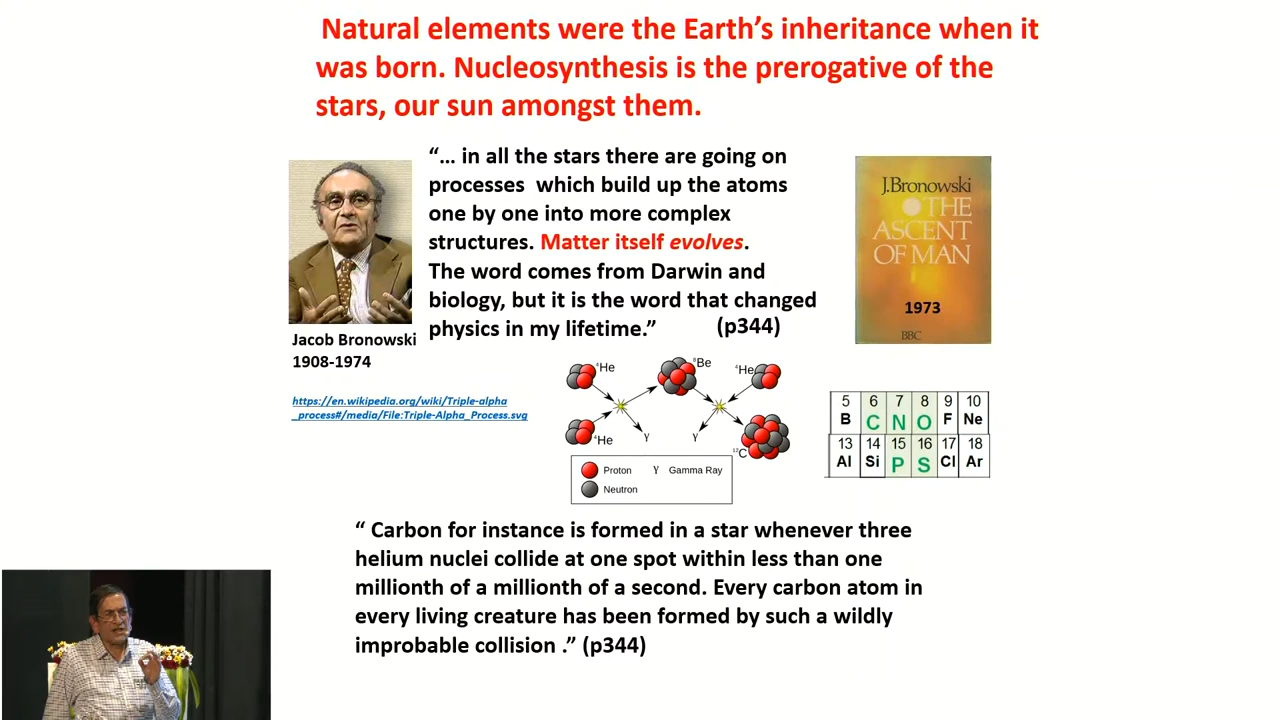 Natural elements were the Earth’s inheritance when it
was born. Nucleosynthesis is the prerogative of the
stars, our sun amongst them.
“… in all the stars there are going on
processes which build up the atoms
one by one into more complex
structures. Matter itself evolves.
The word comes from Darwin and
biology, but it is the word that changed
physics in my lifetime.” (p344)
Jacob Bronowski
1908-1974
J.Bronowski
THE
ASCENT
OF MAN
1973
BBC
https://en.wikipedia.org/wiki/Triple-alpha
_process#/media/File:Triple-Alpha_Process.svg
⁴He
⁸Be
⁴He
⁴He
γ
γ
¹²C
Proton γ Gamma Ray
Neutron
5 6 7 8 9 10
B C N O F Ne
13 14 15 16 17 18
Al Si P S Cl Ar
“ Carbon for instance is formed in a star whenever three
helium nuclei collide at one spot within less than one
millionth of a millionth of a second. Every carbon atom in
every living creature has been formed by such a wildly
improbable collision .” (p344)